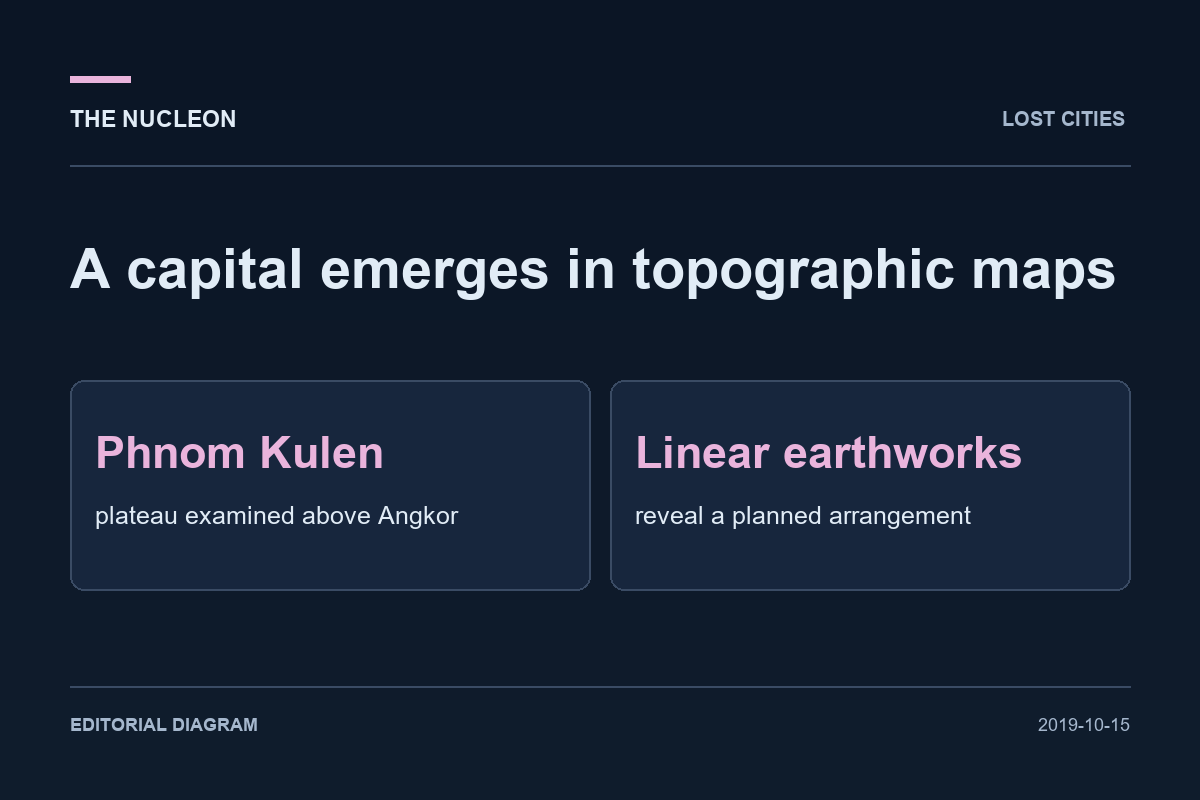 THE NUCLEON
LOST CITIES
A capital emerges in topographic maps
Phnom Kulen
plateau examined above Angkor
Linear earthworks
reveal a planned arrangement
EDITORIAL DIAGRAM
2019-10-15